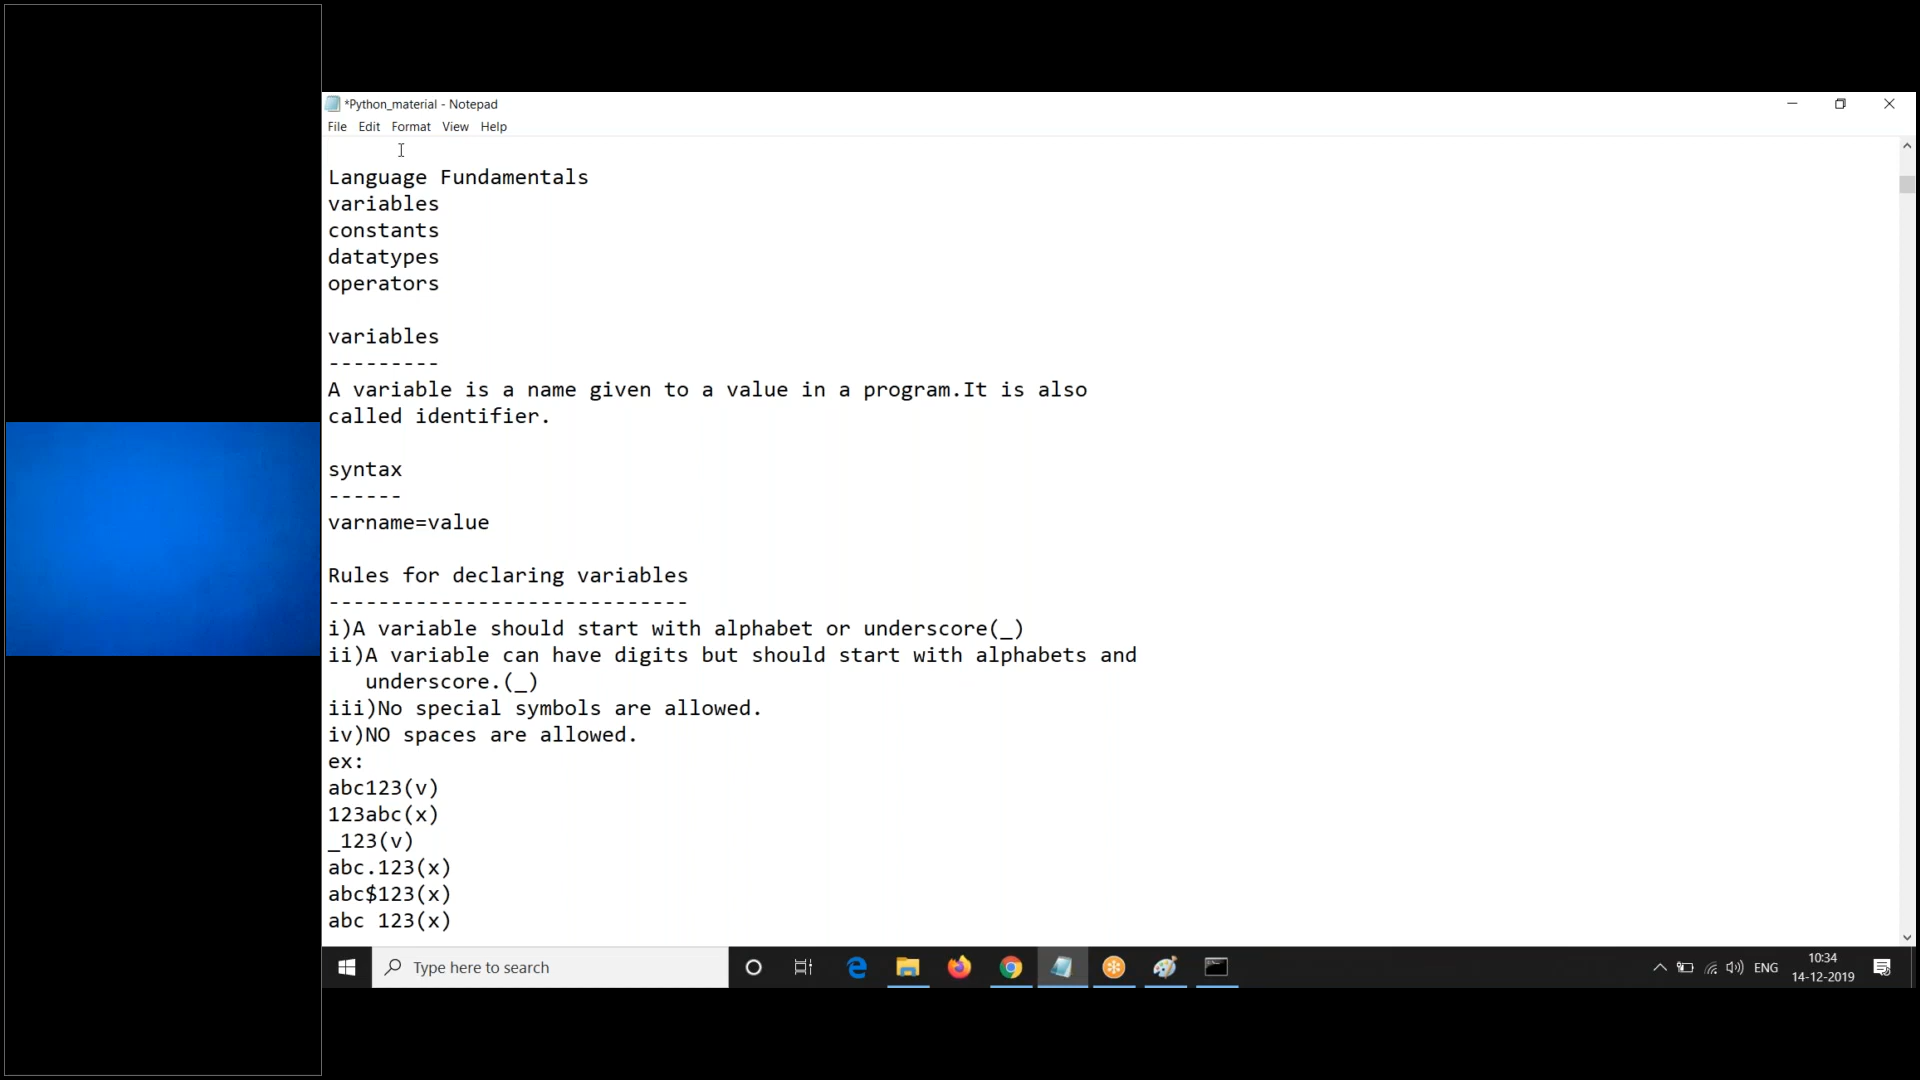 *Python_material - Notepad
File Edit Format View Help
Language Fundamentals
variables
constants
datatypes
operators
variables
---------
A variable is a name given to a value in a program.It is also
called identifier.
syntax
------
varname=value
Rules for declaring variables
-----------------------------
i)A variable should start with alphabet or underscore(_)
ii)A variable can have digits but should start with alphabets and
underscore.(_)
iii)No special symbols are allowed.
iv)NO spaces are allowed.
ex:
abc123(v)
123abc(x)
_123(v)
abc.123(x)
abc$123(x)
abc 123(x)
Type here to search
ENG
10:34
14-12-2019